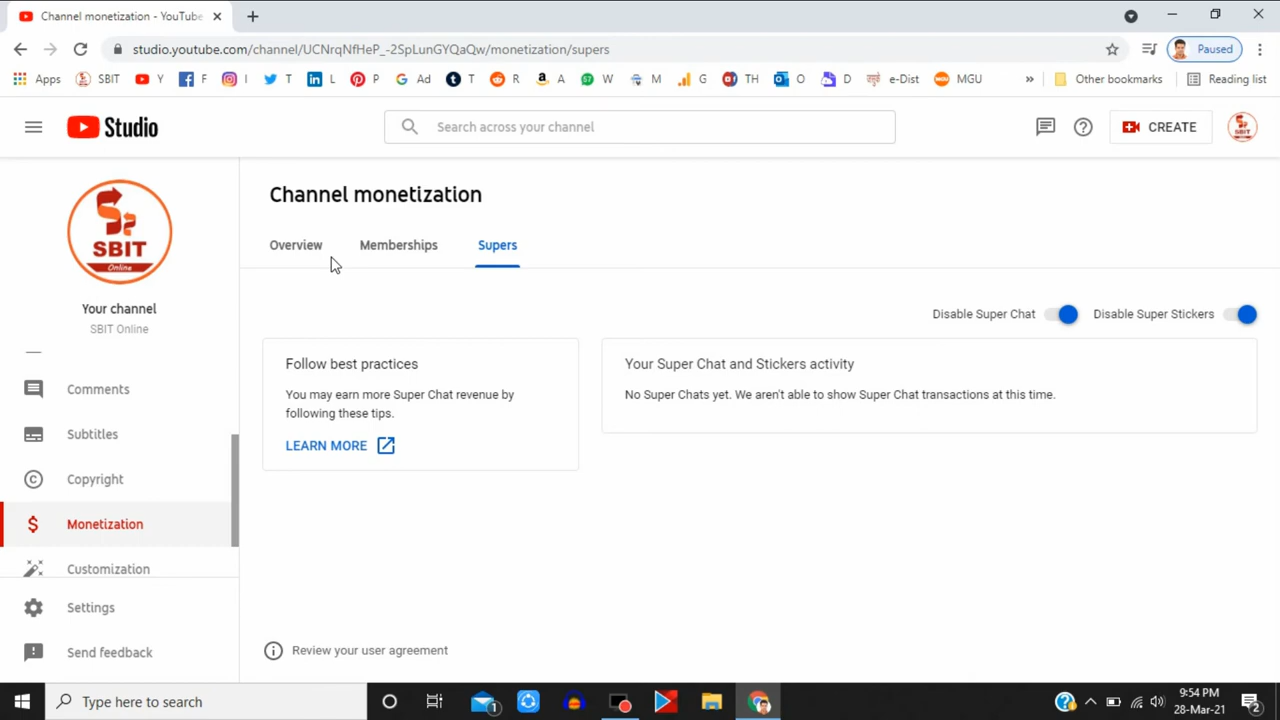 Channel monetization - YouTube
studio.youtube.com/channel/UCNrqNfHeP_-2SpLunGYQaQw/monetization/supers
Paused
Apps SBIT Y F I T L P Ad T R A W M G TH O D e-Dist MGU MGU » Other bookmarks Reading list
Studio
Search across your channel
CREATE
SBIT
SBIT
Online
Your channel
SBIT Online
Comments
Subtitles
Copyright
Monetization
Customization
Settings
Send feedback
Channel monetization
Overview Memberships Supers
Disable Super Chat Disable Super Stickers
Follow best practices
You may earn more Super Chat revenue by
following these tips.
LEARN MORE
Your Super Chat and Stickers activity
No Super Chats yet. We aren't able to show Super Chat transactions at this time.
Review your user agreement
Type here to search
1
9:54 PM
28-Mar-21
2